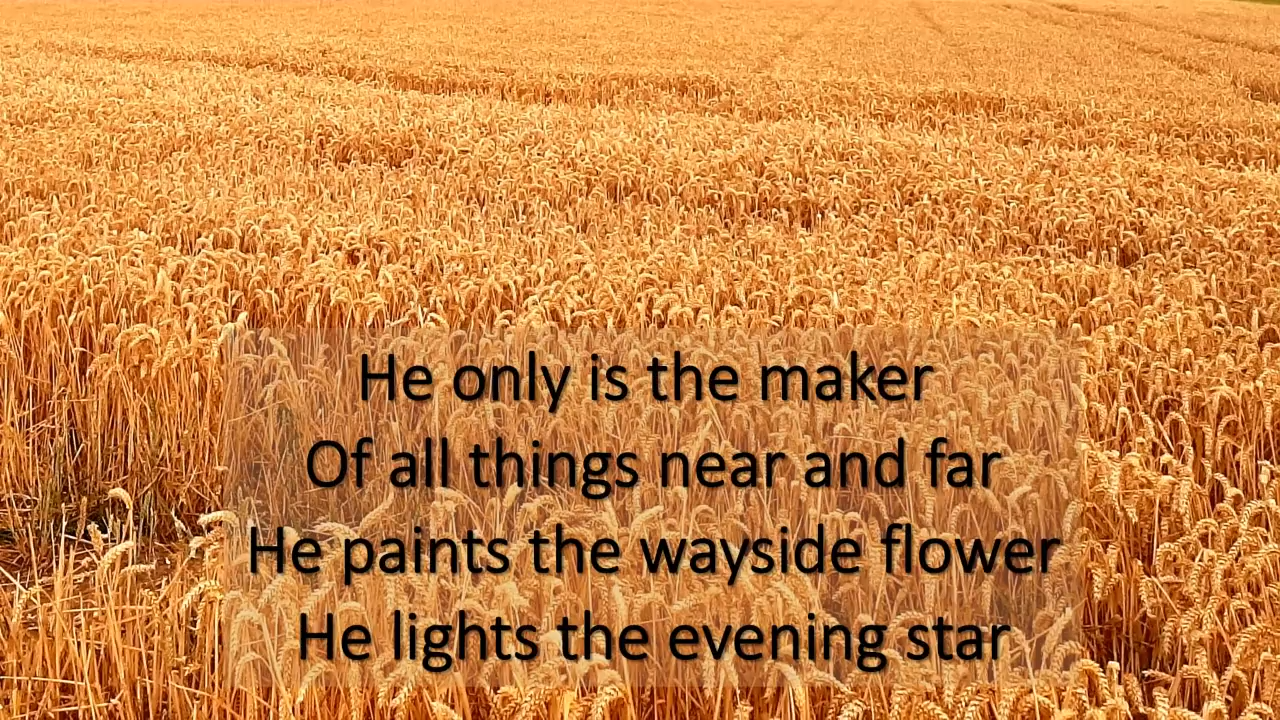 He only is the maker
Of all things near and far
He paints the wayside flower
He lights the evening star